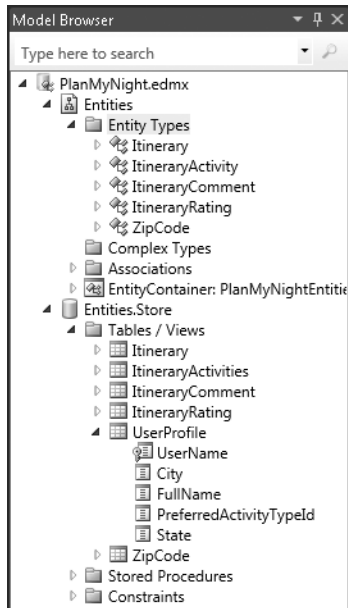 Model Browser
Type here to search
PlanMyNight.edmx
Entities
Entity Types
Itinerary
ItineraryActivity
ItineraryComment
ItineraryRating
ZipCode
Complex Types
Associations
EntityContainer: PlanMyNightEntitie
Entities.Store
Tables / Views
Itinerary
ItineraryActivities
ItineraryComment
ItineraryRating
UserProfile
UserName
City
FullName
PreferredActivityTypeId
State
ZipCode
Stored Procedures
Constraints